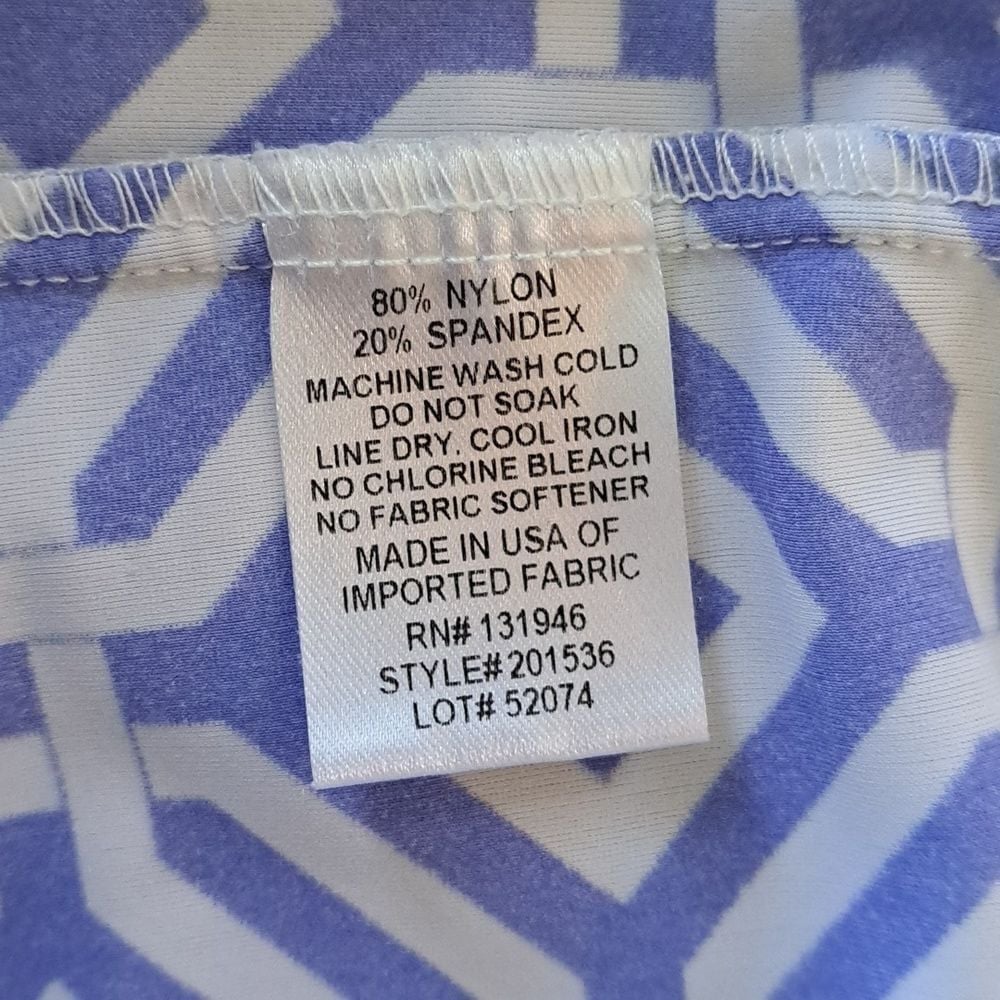 80% NYLON
20% SPANDEX
MACHINE WASH COLD
DO NOT SOAK
LINE DRY. COOL IRON
NO CHLORINE BLEACH
NO FABRIC SOFTENER
MADE IN USA OF
IMPORTED FABRIC
RN# 131946
STYLE# 201536
LOT# 52074